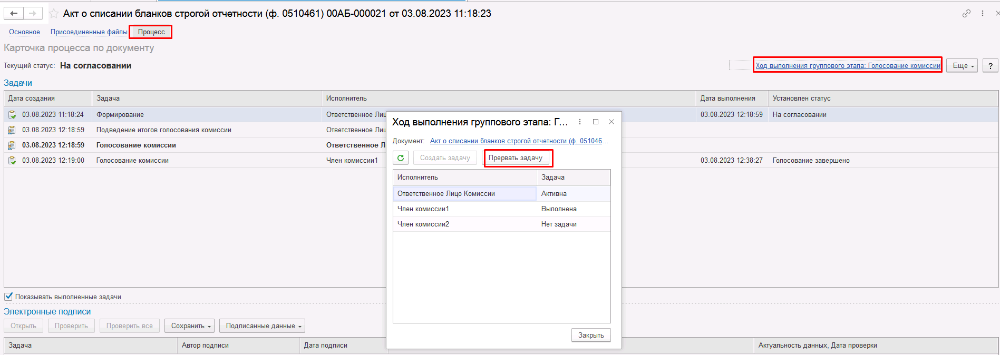 Акт о списании бланков строгой отчетности (ф. 0510461) 00АБ-000021 от 03.08.2023 11:18:23
Основное Присоединенные файлы Процесс
Карточка процесса по документу
Текущий статус: На согласовании
Ход выполнения группового этапа: Голосование комиссии Еще ?
Задачи
Дата создания Задача Исполнитель Дата выполнения Установлен статус
03.08.2023 11:18:24 Формирование Ответственное Лиц 03.08.2023 12:18:59 На согласовании
03.08.2023 12:18:59 Подведение итогов голосования комиссии Ответственное Лиц
03.08.2023 12:18:59 Голосование комиссии Ответственное Л
03.08.2023 12:19:00 Голосование комиссии Член комиссии1 03.08.2023 12:38:27 Голосование завершено
Ход выполнения группового этапа: Г...
Документ: Акт о списании бланков строгой отчетности (ф. 051046...
Создать задачу Прервать задачу
Исполнитель Задача
Ответственное Лицо Комиссии Активна
Член комиссии1 Выполнена
Член комиссии2 Нет задачи
Закрыть
Показывать выполненные задачи
Электронные подписи
Открыть Проверить Проверить все Сохранить Подписанные данные
Задача Автор подписи Дата подписи Актуальность данных, Дата проверки